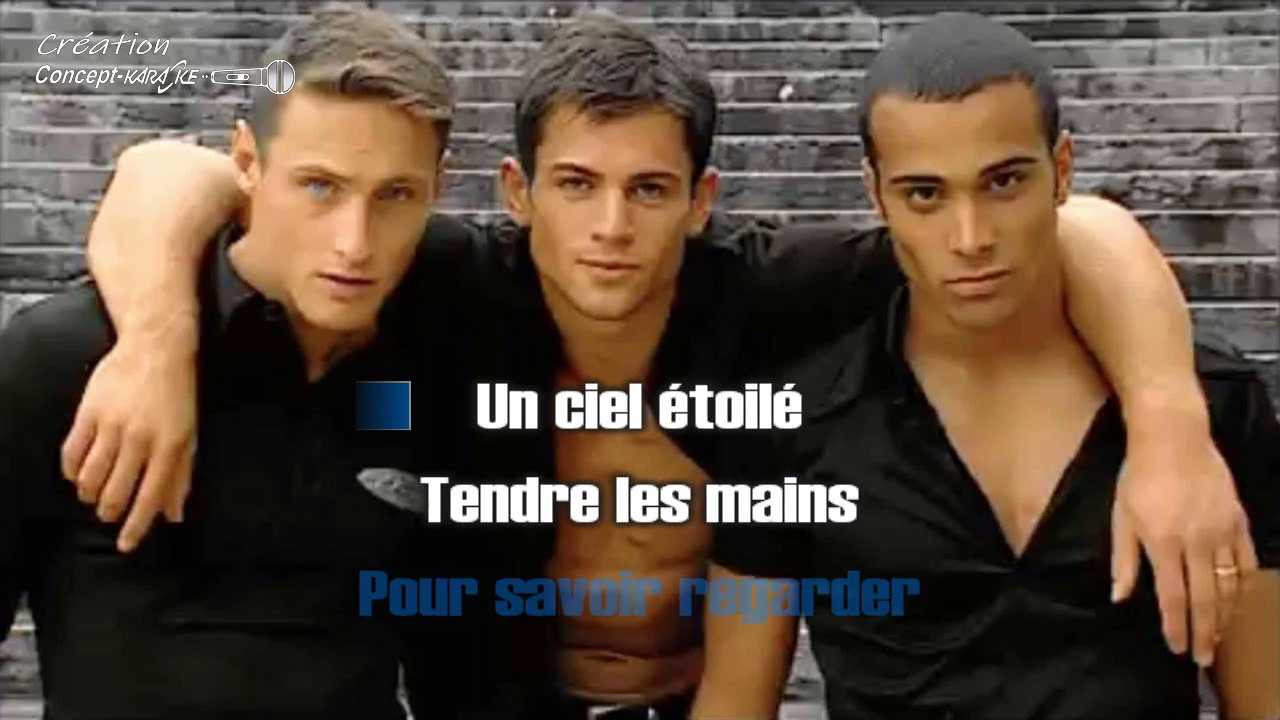 Création
Concept-KARAOKE
Un ciel étoilé
Tendre les mains
Pour savoir regarder